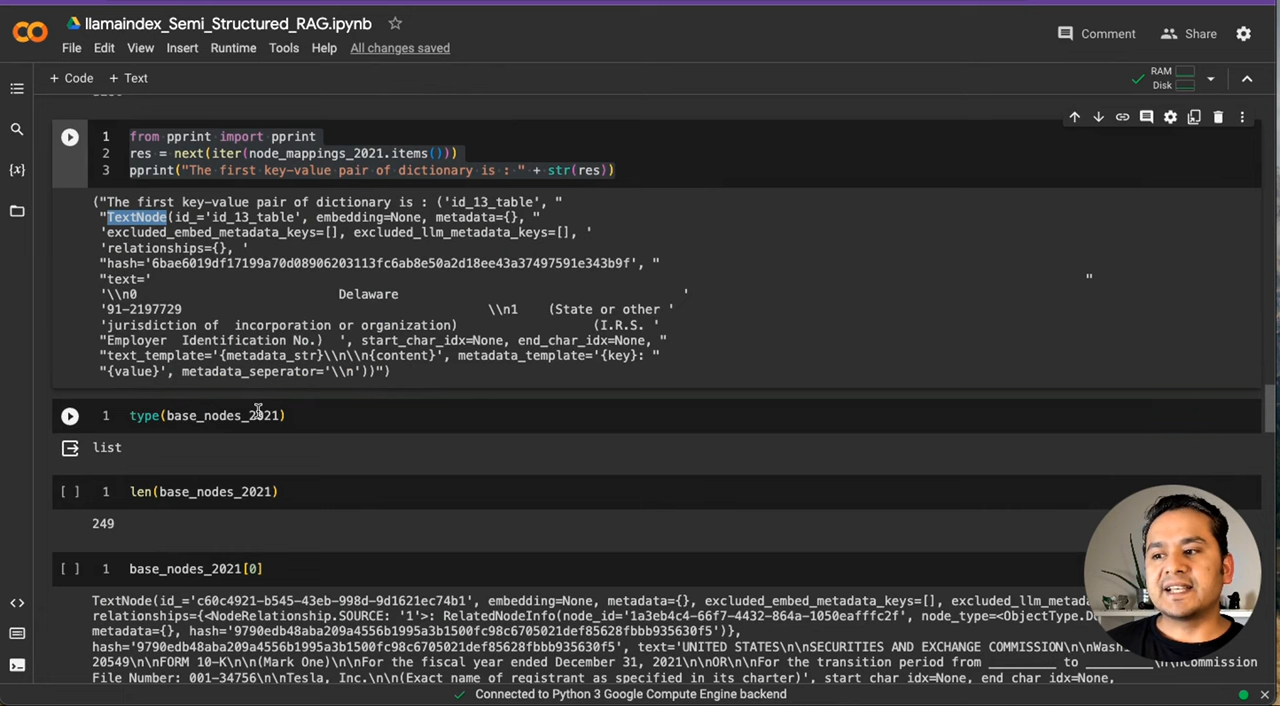 llamaindex_Semi_Structured_RAG.ipynb
File Edit View Insert Runtime Tools Help All changes saved
Comment Share
+ Code + Text
RAM
Disk
1 from pprint import pprint
2 res = next(iter(node_mappings_2021.items()))
3 pprint("The first key-value pair of dictionary is : " + str(res))
("The first key-value pair of dictionary is : ('id_13_table', "
"TextNode(id_='id_13_table', embedding=None, metadata={}, "
'excluded_embed_metadata_keys=[], excluded_llm_metadata_keys=[], '
'relationships={}, '
"hash='6bae6019df17199a70d08906203113fc6ab8e50a2d18ee43a37497591e343b9f', "
"text=' "
'\\n0 Delaware '
'91-2197729 \\n1 (State or other '
'jurisdiction of incorporation or organization) (I.R.S. '
"Employer Identification No.) ', start_char_idx=None, end_char_idx=None, "
"text_template='{metadata_str}\\n\\n{content}', metadata_template='{key}: "
"{value}', metadata_seperator='\\n'))")
1 type(base_nodes_2021)
list
[ ] 1 len(base_nodes_2021)
249
[ ] 1 base_nodes_2021[0]
TextNode(id_='c60c4921-b545-43eb-998d-9d1621ec74b1', embedding=None, metadata={}, excluded_embed_metadata_keys=[], excluded_llm
relationships={<NodeRelationship.SOURCE: '1'>: RelatedNodeInfo(node_id='1a3eb4c4-66f7-4432-864a-1050eafffc2f', node_type=<ObjectType.
metadata={}, hash='9790edb48aba209a4556b1995a3b1500fc98c6705021def85628fbbb935630f5')},
hash='9790edb48aba209a4556b1995a3b1500fc98c6705021def85628fbbb935630f5', text='UNITED STATES\n\nSECURITIES AND EXCHANGE COMMISSION\n\n
20549\n\nFORM 10-K\n\n(Mark One)\n\nFor the fiscal year ended December 31, 2021\n\nOR\n\nFor the transition period from _________ to _________\n\nCommission
File Number: 001-34756\n\nTesla, Inc.\n\n(Exact name of registrant as specified in its charter)', start_char_idx=None, end_char_idx=None,
Connected to Python 3 Google Compute Engine backend